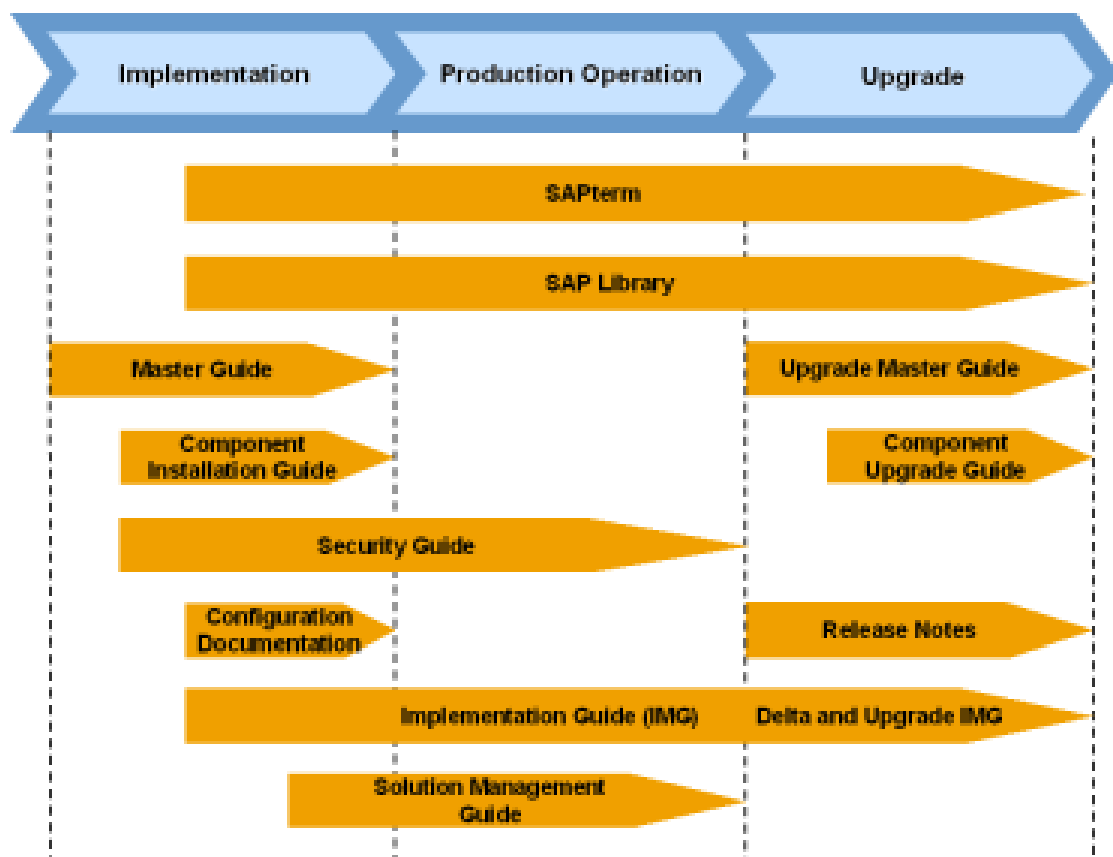 Implementation
Production Operation
Upgrade
SAPterm
SAP Library
Master Guide
Upgrade Master Guide
Component
Installation Guide
Component
Upgrade Guide
Security Guide
Configuration
Documentation
Release Notes
Implementation Guide (IMG)
Delta and Upgrade IMG
Solution Management
Guide